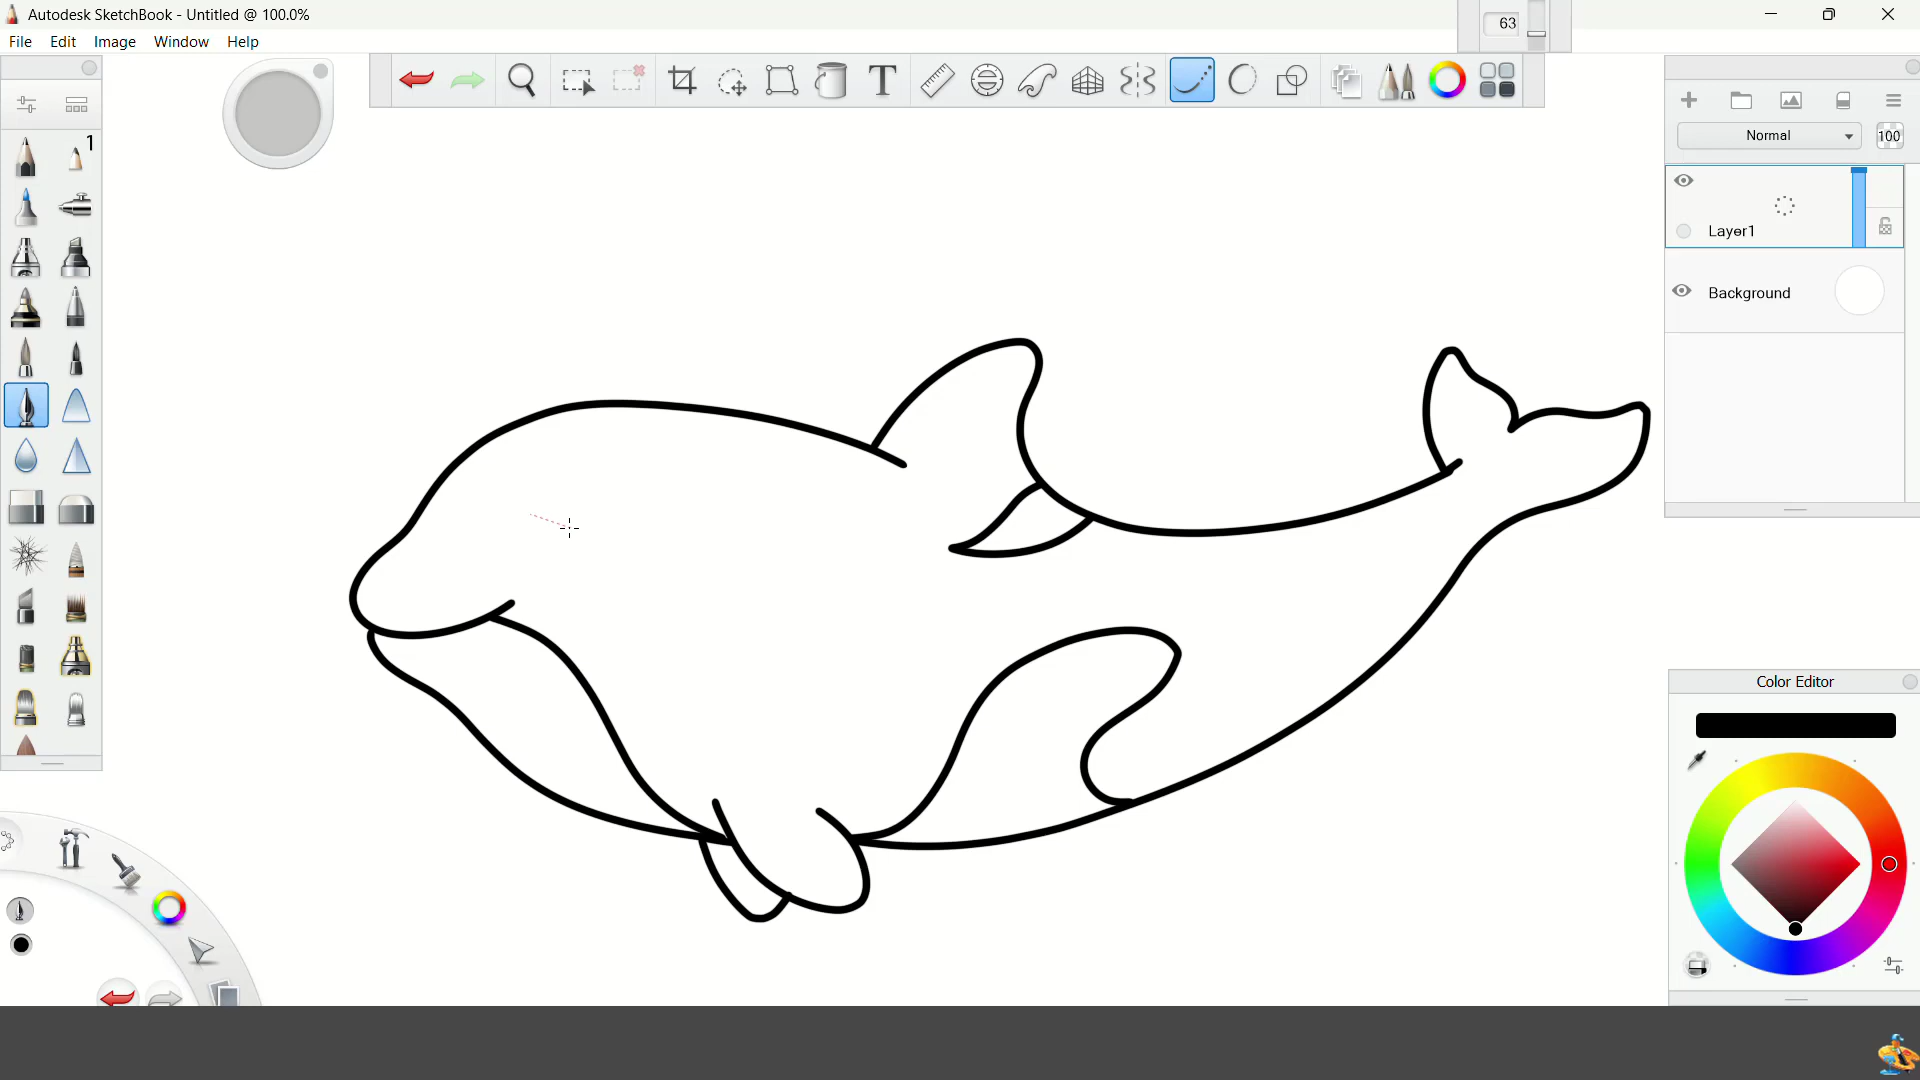 Autodesk SketchBook - Untitled @ 100.0%
63
File Edit Image Window Help
T
1
Normal 100
Layer1
Background
Color Editor